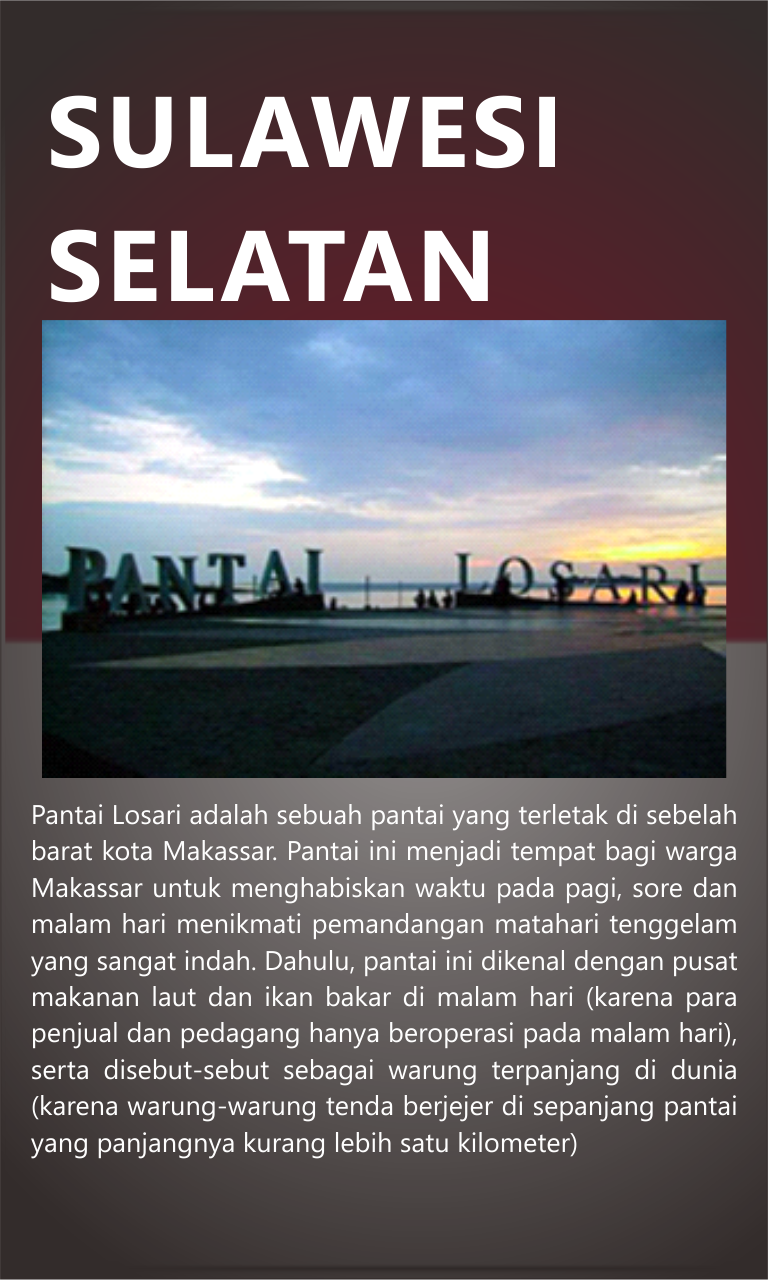 SULAWESI
SELATAN
PANTAI LOSARI
Pantai Losari adalah sebuah pantai yang terletak di sebelah
barat kota Makassar. Pantai ini menjadi tempat bagi warga
Makassar untuk menghabiskan waktu pada pagi, sore dan
malam hari menikmati pemandangan matahari tenggelam
yang sangat indah. Dahulu, pantai ini dikenal dengan pusat
makanan laut dan ikan bakar di malam hari (karena para
penjual dan pedagang hanya beroperasi pada malam hari),
serta disebut-sebut sebagai warung terpanjang di dunia
(karena warung-warung tenda berjejer di sepanjang pantai
yang panjangnya kurang lebih satu kilometer)